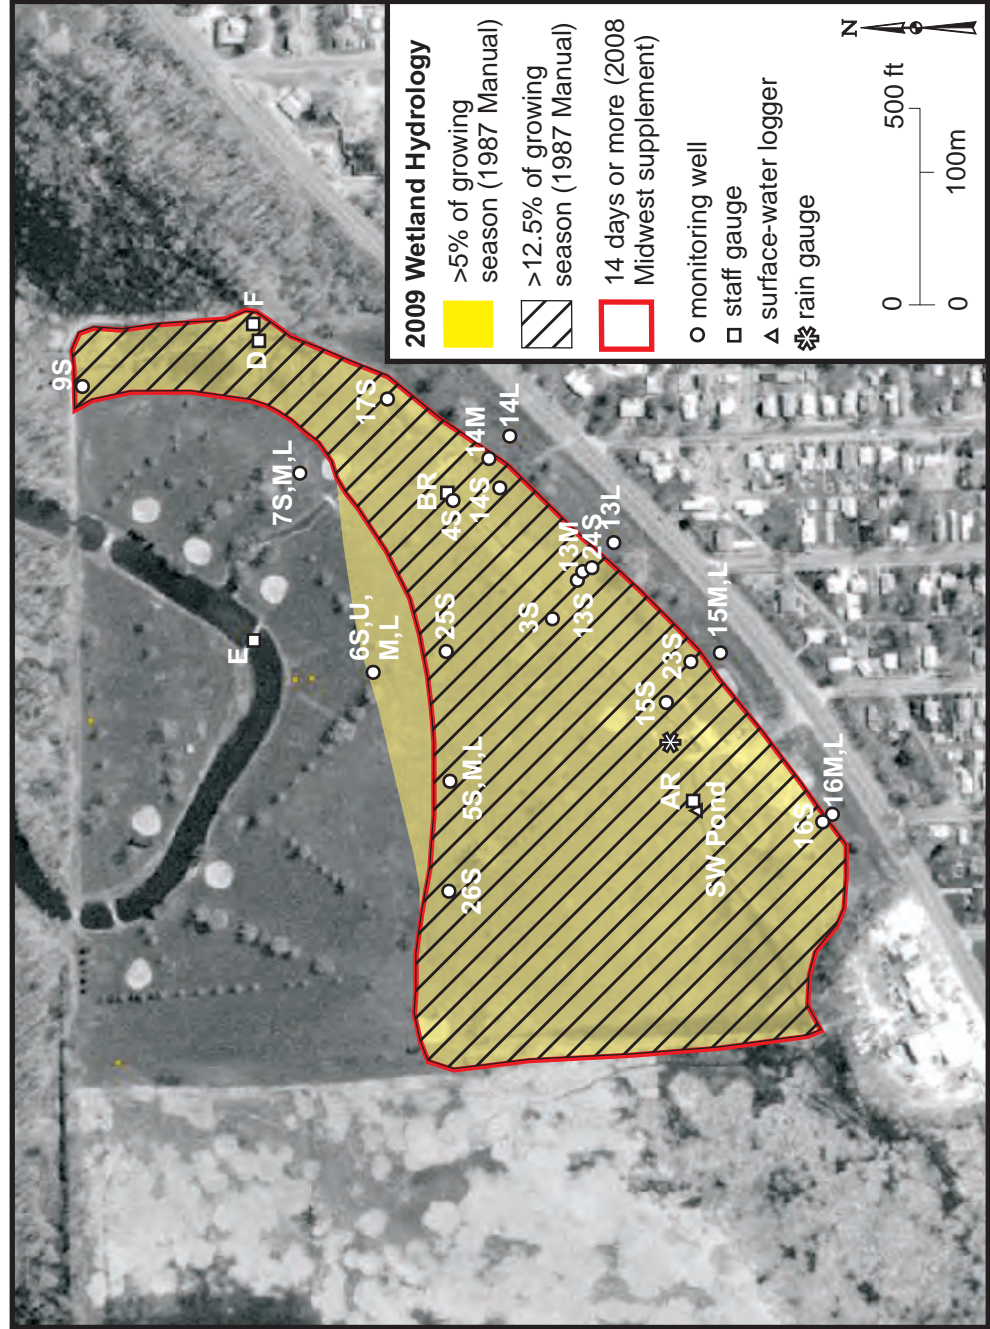 2009 Wetland Hydrology
>5% of growing
season (1987 Manual)
>12.5% of growing
season (1987 Manual)
14 days or more (2008
Midwest supplement)
monitoring well
staff gauge
surface-water logger
rain gauge
0 500 ft
0 100m
N
9S
F
D
17S
7S,M,L
14M
14L
BR
4S
14S
E
6S,U,
M,L
25S
3S
13M
24S
13L
13S
15M,L
23S
15S
5S,M,L
AR
SW Pond
16S
16M,L
26S